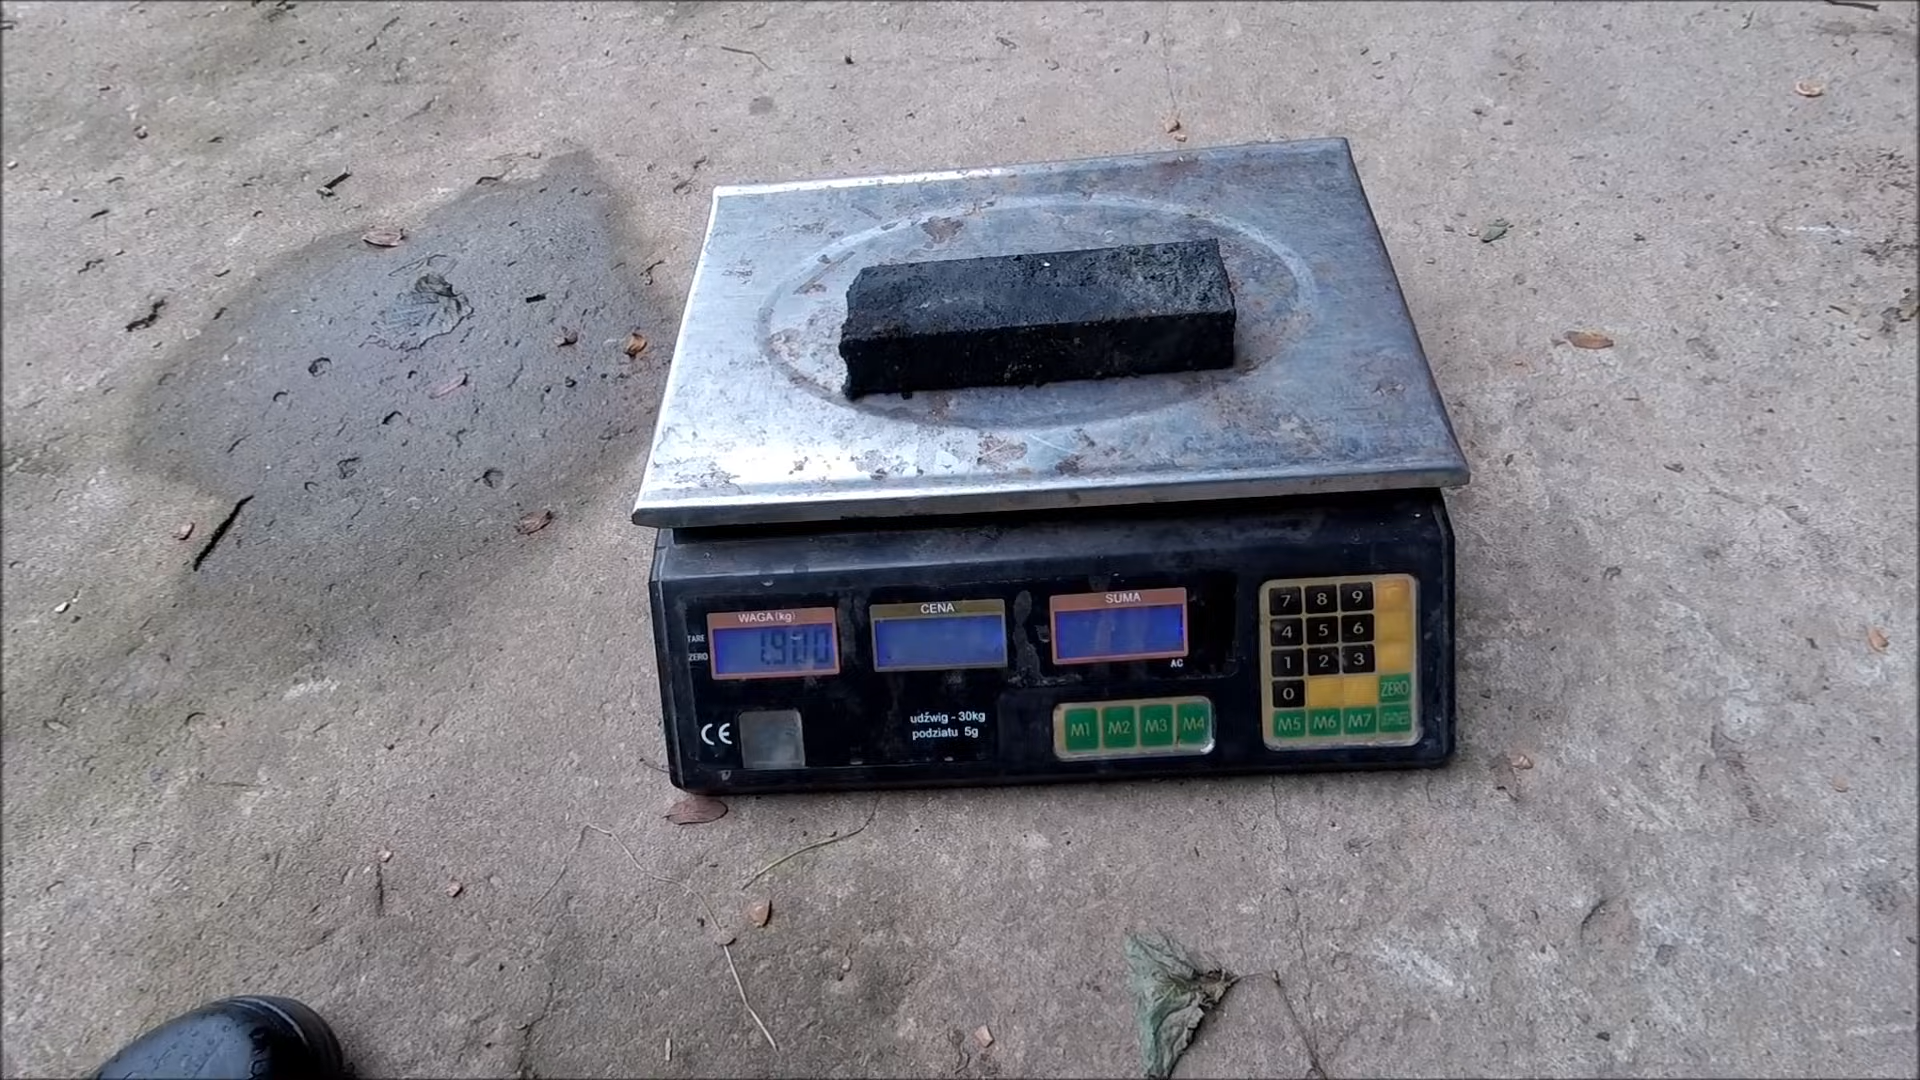 WAGA (kg)
CENA
SUMA
TARE
ZERO
1.900
AC
CE
udźwig - 30kg
podziatu 5g
M1 M2 M3 M4
7 8 9
4 5 6
1 2 3
0 ZERO
M5 M6 M7